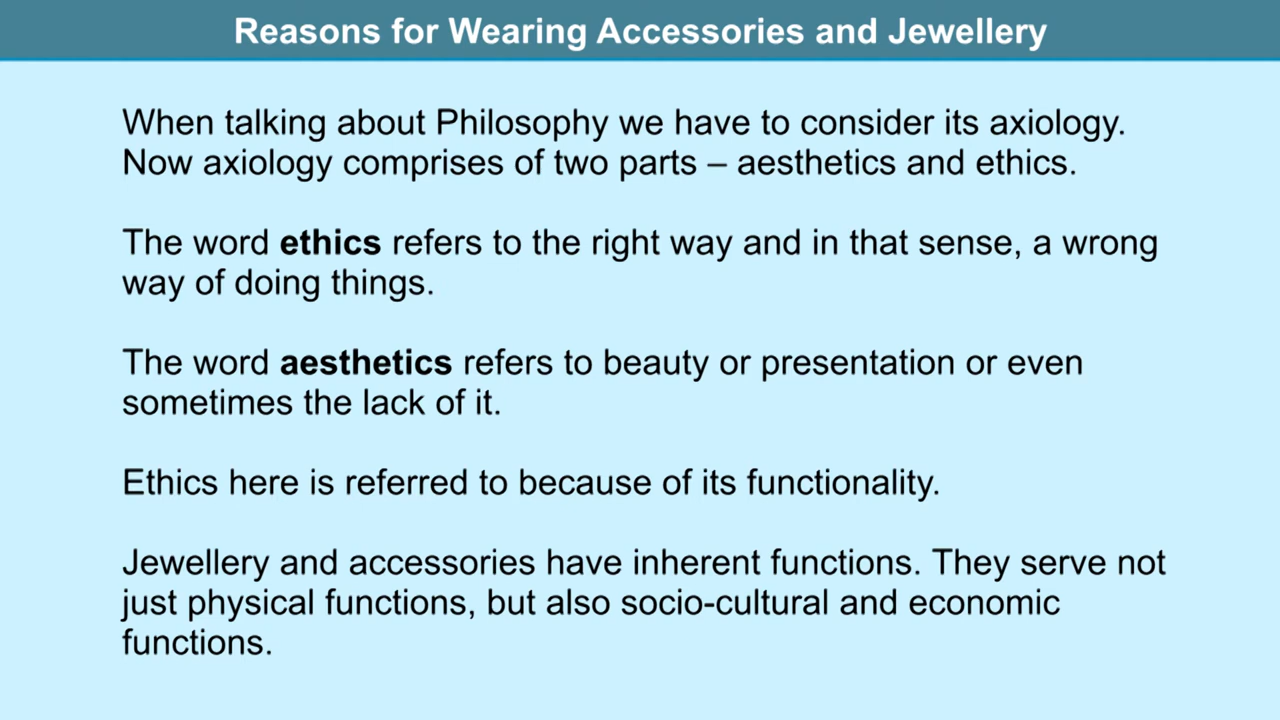 Reasons for Wearing Accessories and Jewellery
When talking about Philosophy we have to consider its axiology.
Now axiology comprises of two parts – aesthetics and ethics.
The word ethics refers to the right way and in that sense, a wrong
way of doing things.
The word aesthetics refers to beauty or presentation or even
sometimes the lack of it.
Ethics here is referred to because of its functionality.
Jewellery and accessories have inherent functions. They serve not
just physical functions, but also socio-cultural and economic
functions.